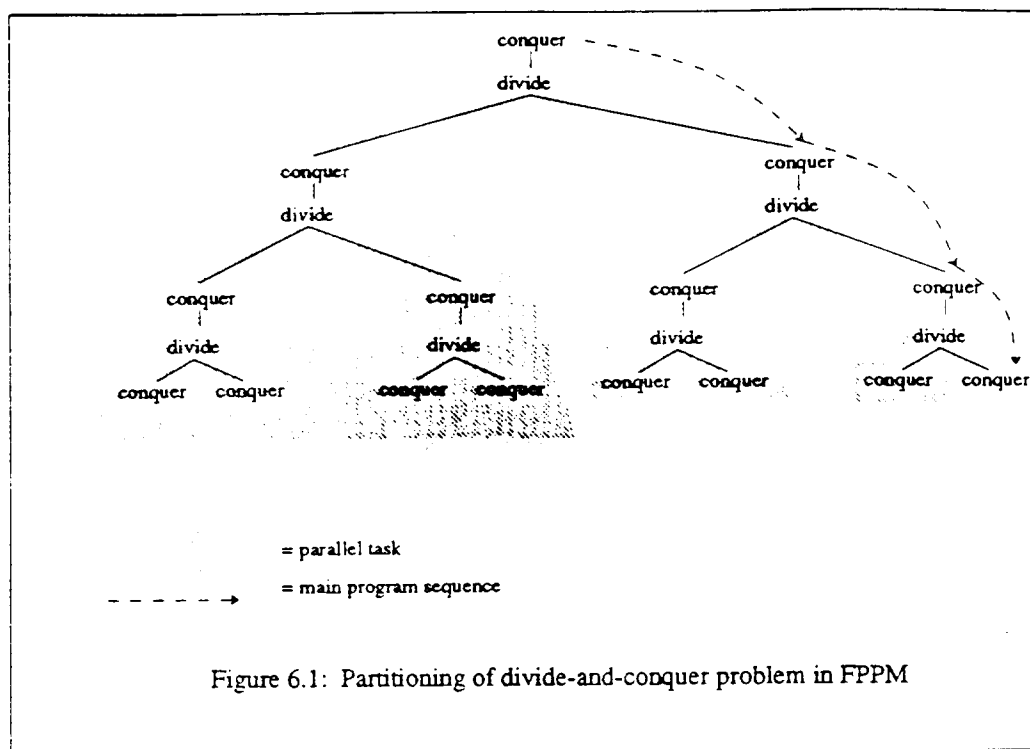 conquer
divide
conquer conquer
divide divide
conquer conquer conquer conquer
divide divide divide divide
conquer conquer conquer conquer conquer conquer conquer conquer
= parallel task
= main program sequence
Figure 6.1: Partitioning of divide-and-conquer problem in FPPM